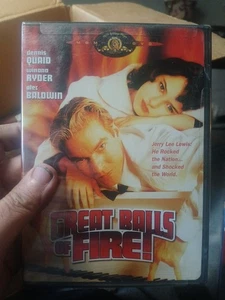 Dennis
QUAID
Winona
RYDER
Alec
BALDWIN
Jerry Lee Lewis:
He Rocked
the Nation...
and Shocked
the World.
GREAT BALLS
OF FIRE!